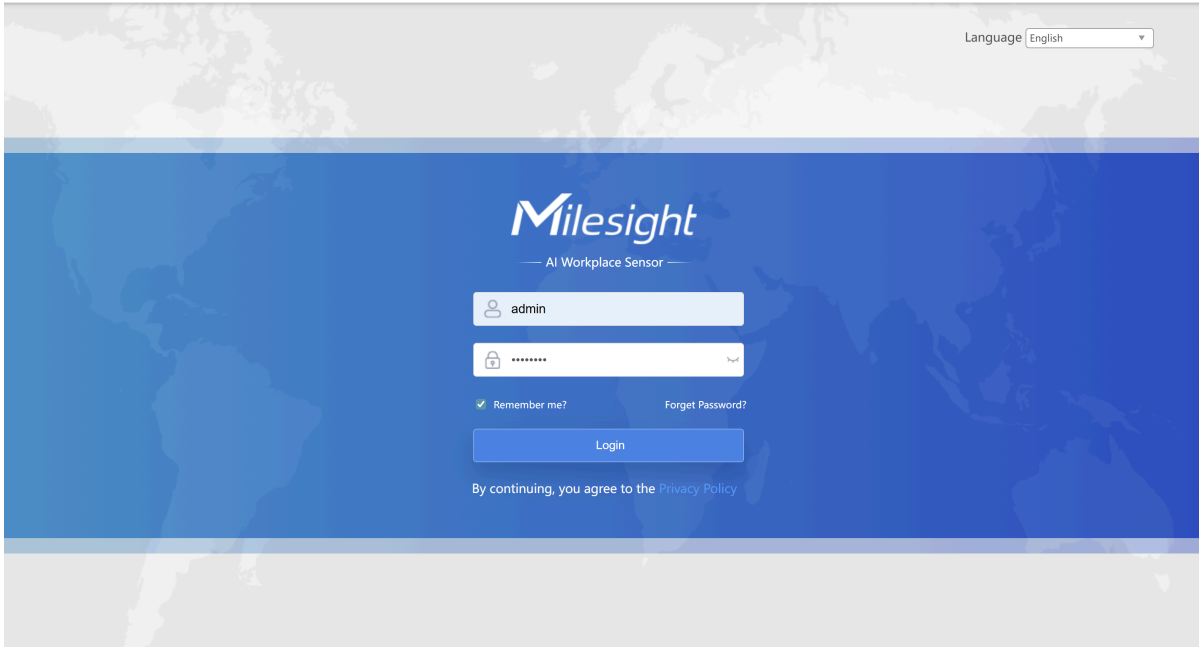 Language English
Milesight
AI Workplace Sensor
admin
••••••••
Remember me? Forget Password?
Login
By continuing, you agree to the Privacy Policy